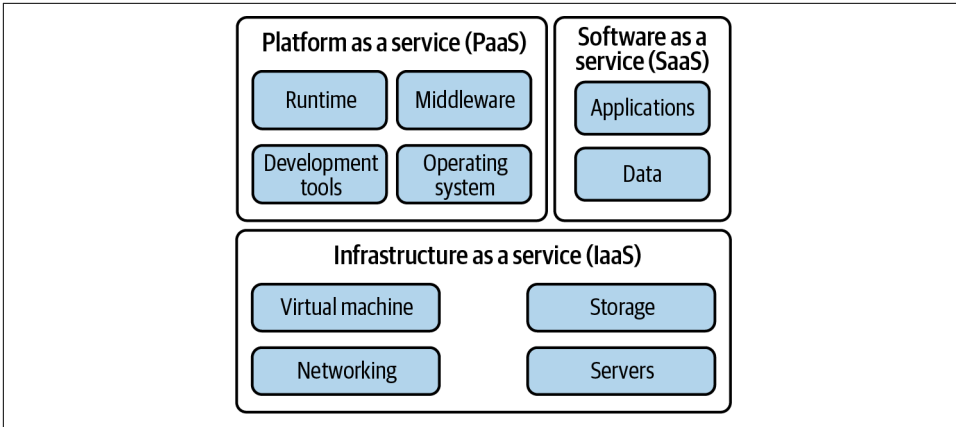 Platform as a service (PaaS)
Runtime
Middleware
Development
tools
Operating
system
Software as a
service (SaaS)
Applications
Data
Infrastructure as a service (IaaS)
Virtual machine
Storage
Networking
Servers